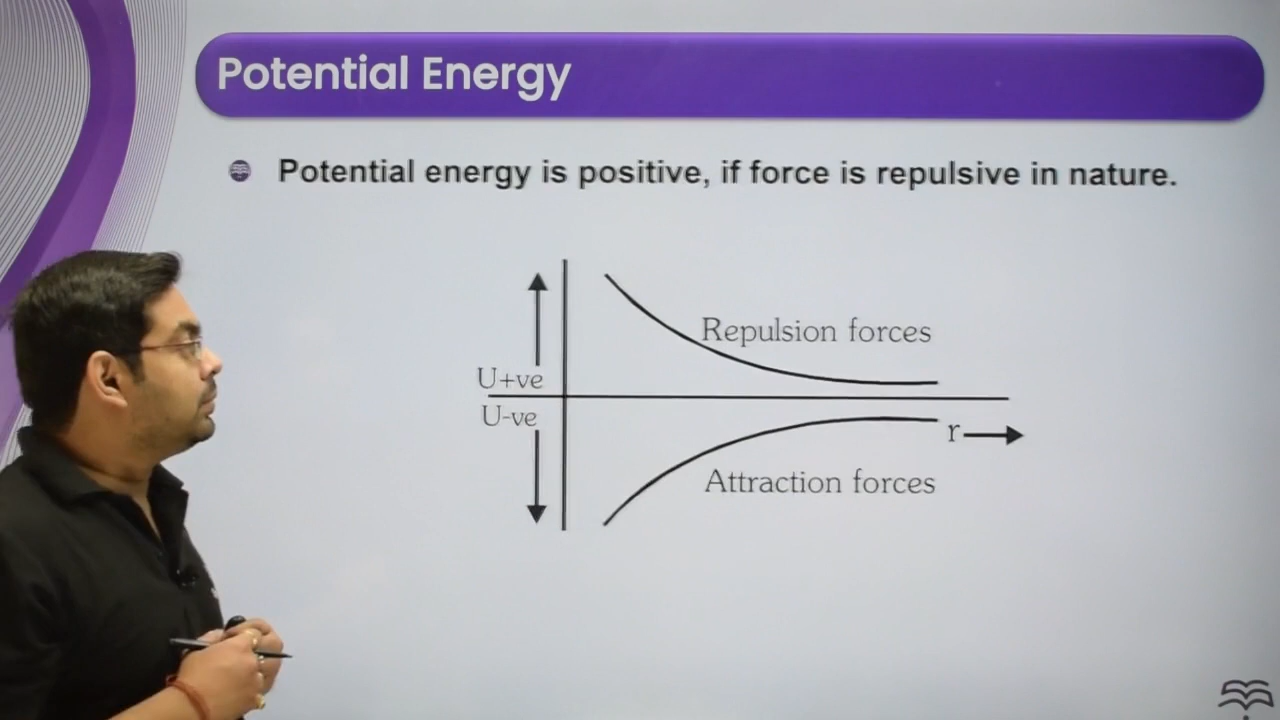 Potential Energy
Potential energy is positive, if force is repulsive in nature.
Repulsion forces
U+ve
U-ve
r
Attraction forces